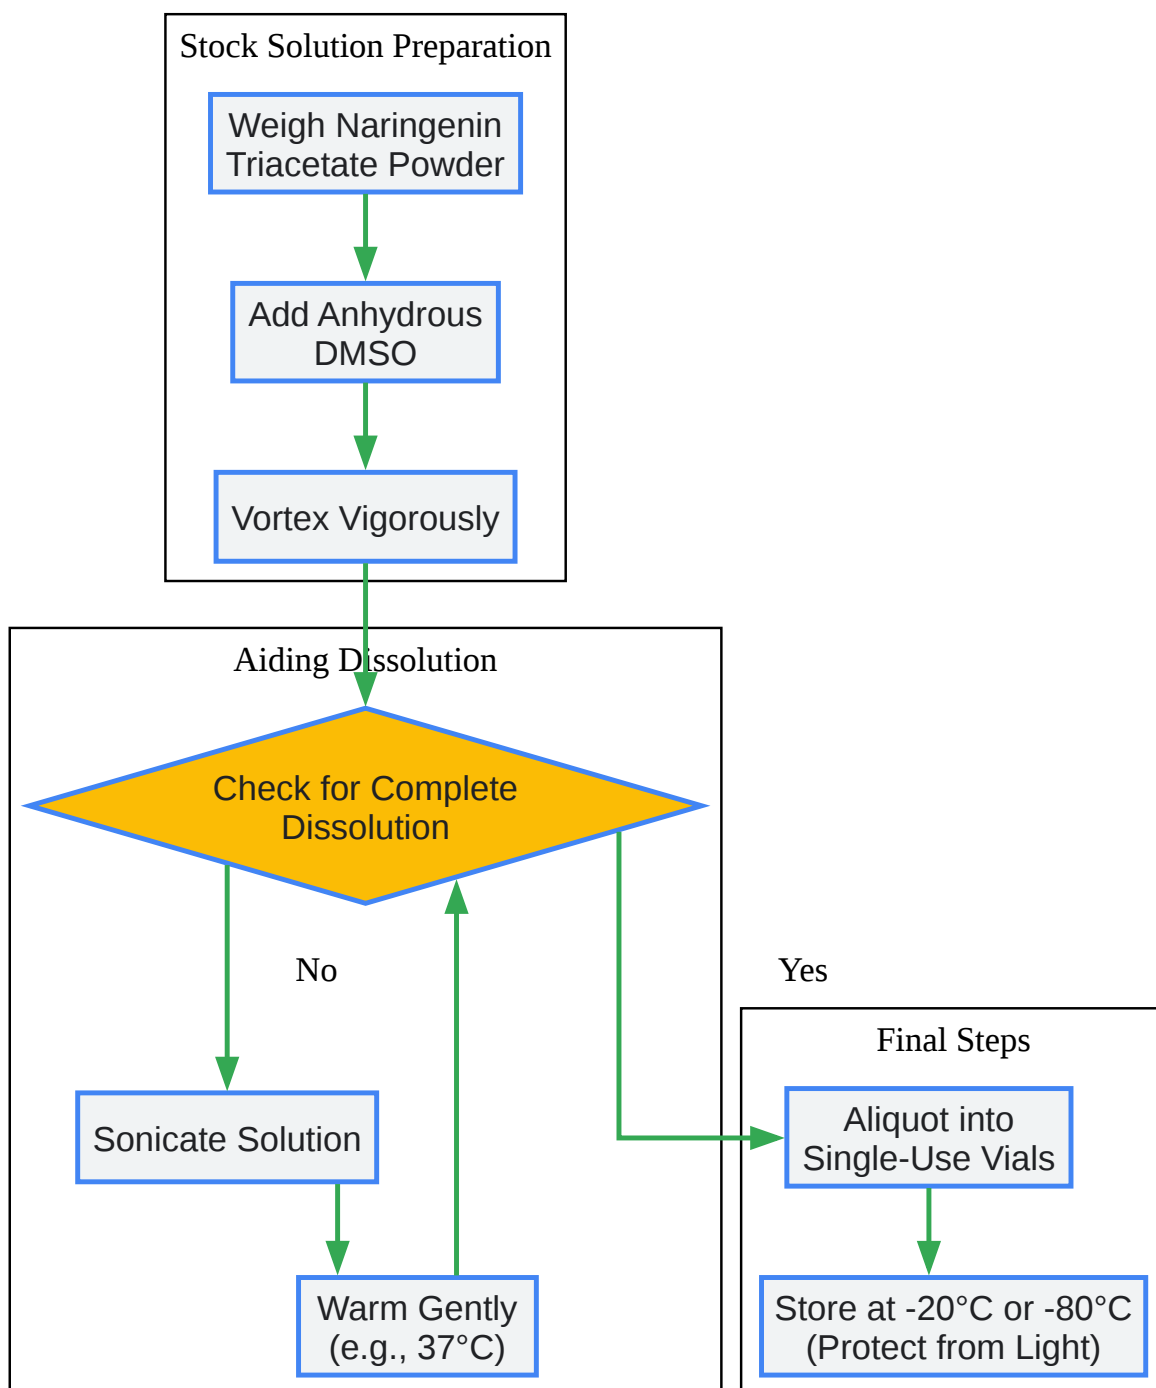 Stock Solution Preparation
Weigh Naringenin
Triacetate Powder
Add Anhydrous
DMSO
Vortex Vigorously
Aiding Dissolution
Check for Complete
Dissolution
No
Yes
Final Steps
Sonicate Solution
Aliquot into
Single-Use Vials
Warm Gently
(e.g., 37°C)
Store at -20°C or -80°C
(Protect from Light)